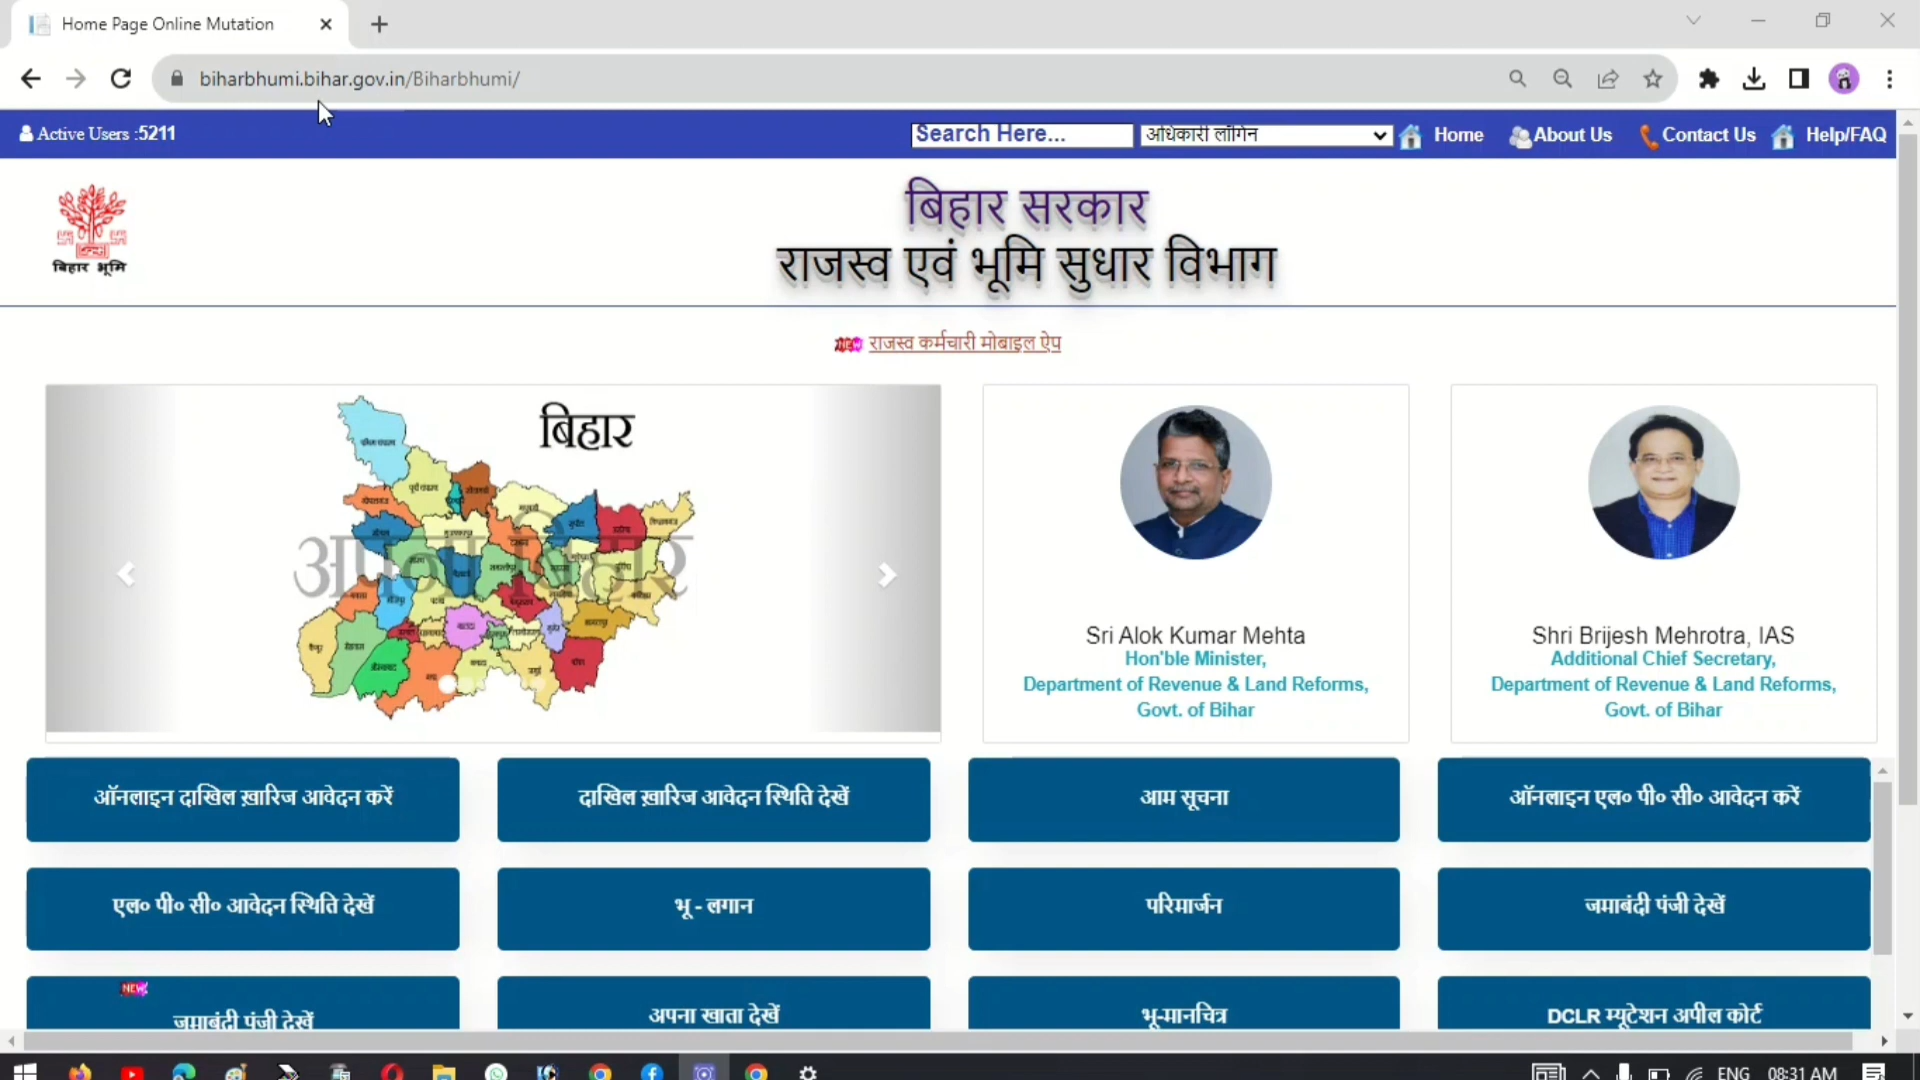 Home Page Online Mutation
biharbhumi.bihar.gov.in/Biharbhumi/
Active Users :5211
Search Here...
अधिकारी लॉगिन
Home
About Us
Contact Us
Help/FAQ
बिहार भूमि
बिहार सरकार
राजस्व एवं भूमि सुधार विभाग
NEW राजस्व कर्मचारी मोबाइल ऐप
बिहार
अपना बिहार
Sri Alok Kumar Mehta
Hon'ble Minister,
Department of Revenue & Land Reforms,
Govt. of Bihar
Shri Brijesh Mehrotra, IAS
Additional Chief Secretary,
Department of Revenue & Land Reforms,
Govt. of Bihar
ऑनलाइन दाखिल ख़ारिज आवेदन करें
दाखिल ख़ारिज आवेदन स्थिति देखें
आम सूचना
ऑनलाइन एल० पी० सी० आवेदन करें
एल० पी० सी० आवेदन स्थिति देखें
भू - लगान
परिमार्जन
जमाबंदी पंजी देखें
NEW
जमाबंदी पंजी देखें
अपना खाता देखें
भू-मानचित्र
DCLR म्यूटेशन अपील कोर्ट
ENG
08:31 AM